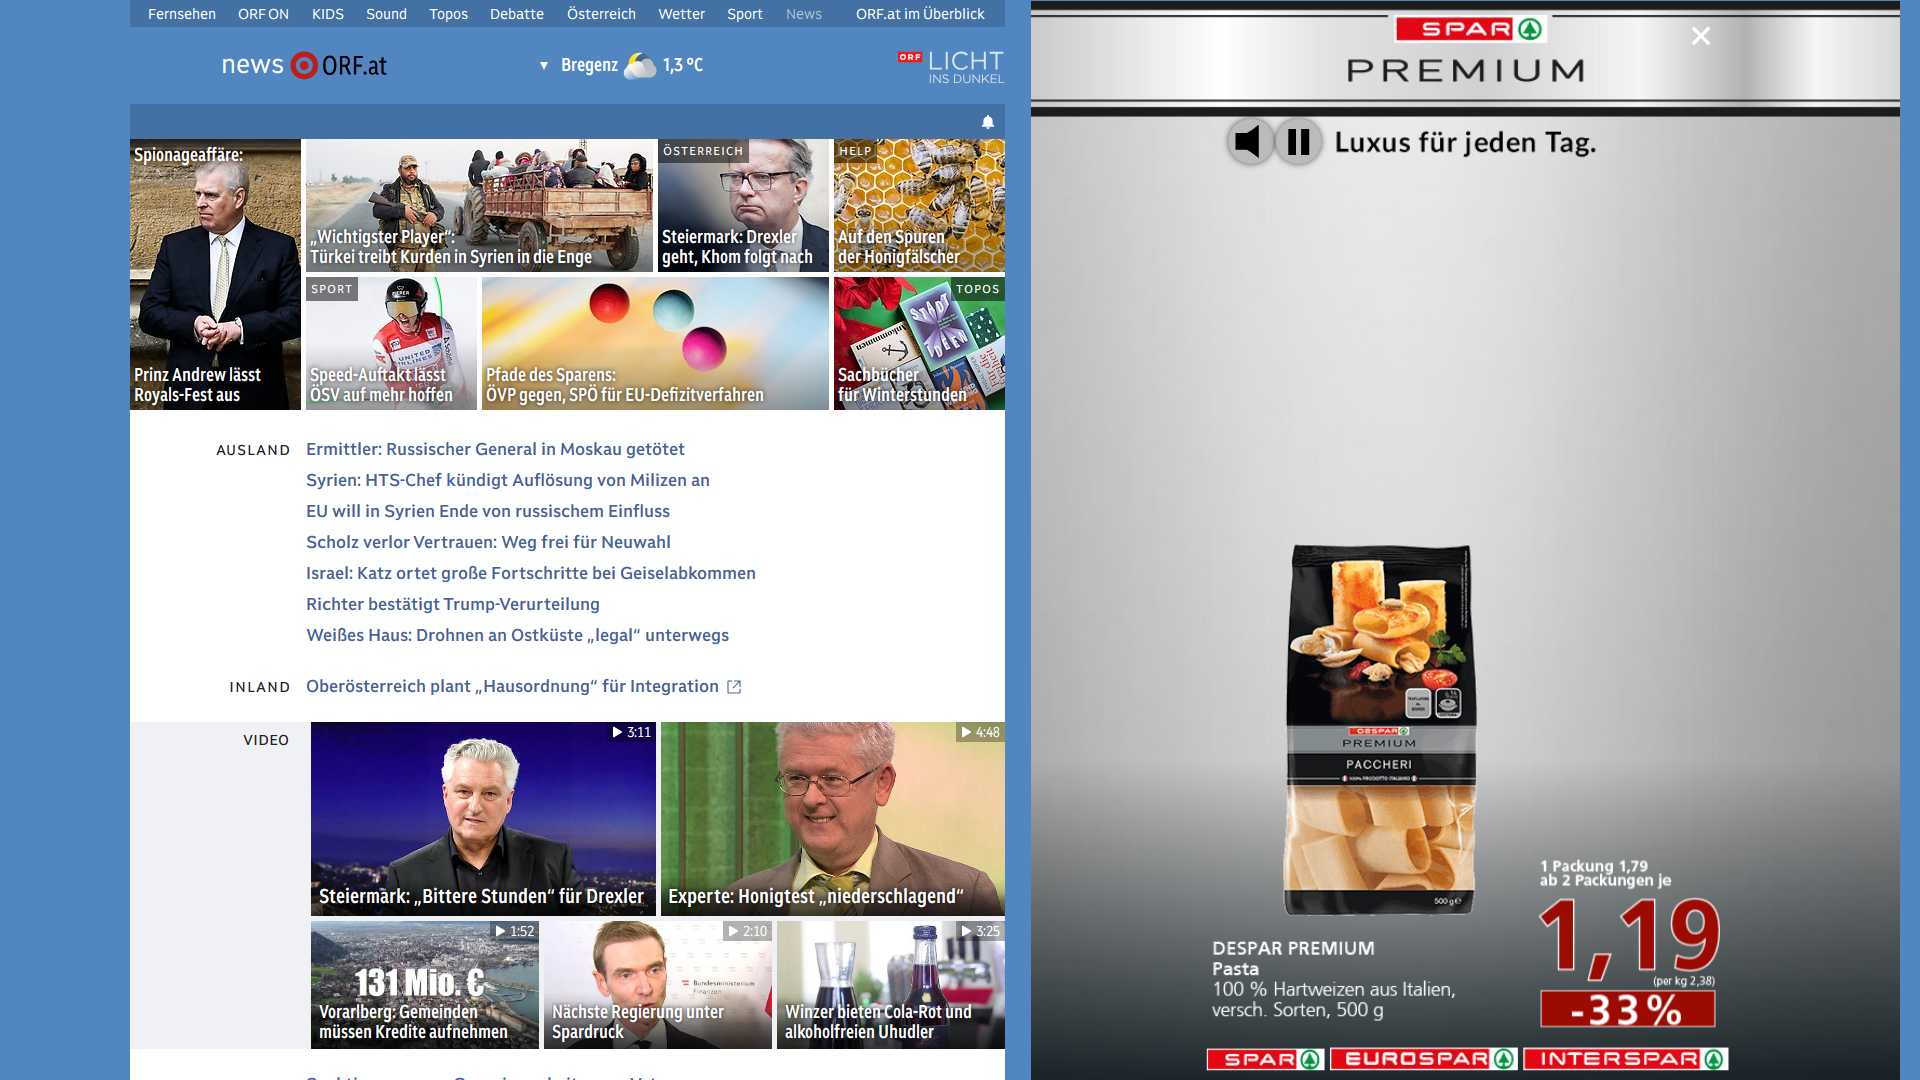 Fernsehen ORF ON KIDS Sound Topos Debatte Österreich Wetter Sport News ORF.at im Überblick
news ORF.at
Bregenz 1,3 °C
ORF LICHT
INS DUNKEL
Spionageaffäre:
Prinz Andrew lässt
Royals-Fest aus
„Wichtigster Player“:
Türkei treibt Kurden in Syrien in die Enge
ÖSTERREICH
Steiermark: Drexler
geht, Khom folgt nach
HELP
Auf den Spuren
der Honigfälscher
SPORT
Speed-Auftakt lässt
ÖSV auf mehr hoffen
Pfade des Sparens:
ÖVP gegen, SPÖ für EU-Defizitverfahren
TOPOS
Ankommen
STADT
IDEEN
Sachbücher
für Winterstunden
AUSLAND
Ermittler: Russischer General in Moskau getötet
Syrien: HTS-Chef kündigt Auflösung von Milizen an
EU will in Syrien Ende von russischem Einfluss
Scholz verlor Vertrauen: Weg frei für Neuwahl
Israel: Katz ortet große Fortschritte bei Geiselabkommen
Richter bestätigt Trump-Verurteilung
Weißes Haus: Drohnen an Ostküste „legal“ unterwegs
INLAND
Oberösterreich plant „Hausordnung“ für Integration
VIDEO
3:11
Steiermark: „Bittere Stunden“ für Drexler
4:48
Experte: Honigtest „niederschlagend“
1:52
131 Mio. €
Vorarlberg: Gemeinden
müssen Kredite aufnehmen
2:10
Bundesministerium
Finanzen
Nächste Regierung unter
Spardruck
3:25
Winzer bieten Cola-Rot und
alkoholfreien Uhudler
SPAR
PREMIUM
Luxus für jeden Tag.
DESPAR
PREMIUM
PACCHERI
100% PRODOTTO ITALIANO
500 g e
1 Packung 1,79
ab 2 Packungen je
1,19
(per kg 2,38)
-33%
DESPAR PREMIUM
Pasta
100 % Hartweizen aus Italien,
versch. Sorten, 500 g
SPAR EUROSPAR INTERSPAR